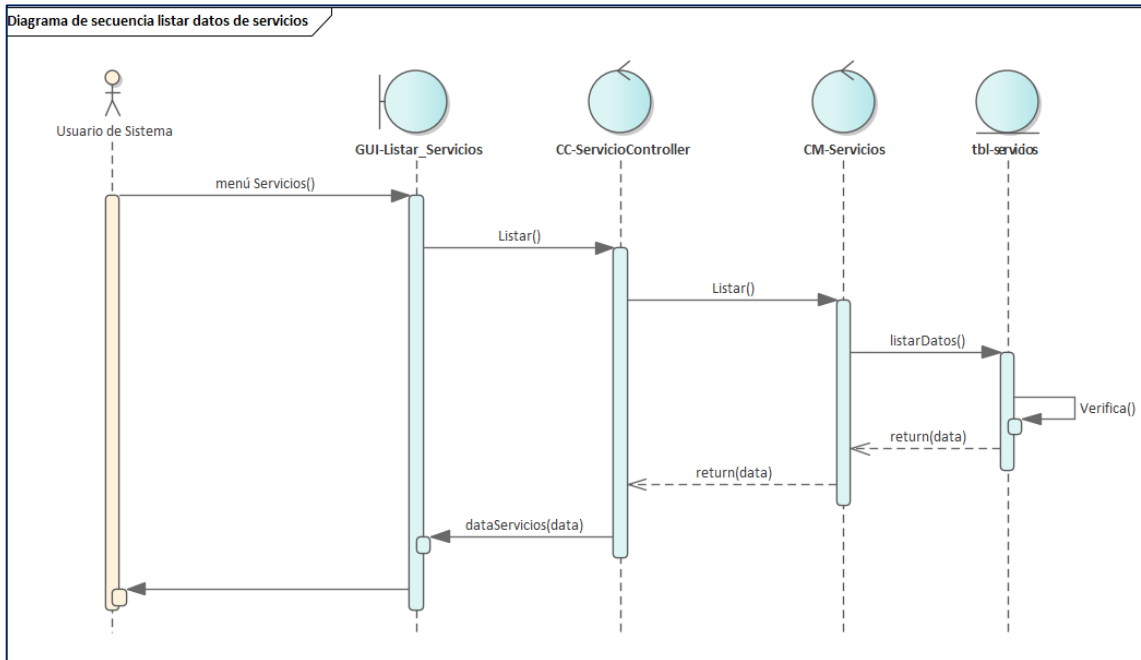 Diagrama de secuencia listar datos de servicios
Usuario de Sistema
GUI-Listar_Servicios
CC-ServicioController
CM-Servicios
tbl-servicios
menú Servicios()
Listar()
Listar()
listarDatos()
Verifica()
return(data)
return(data)
dataServicios(data)